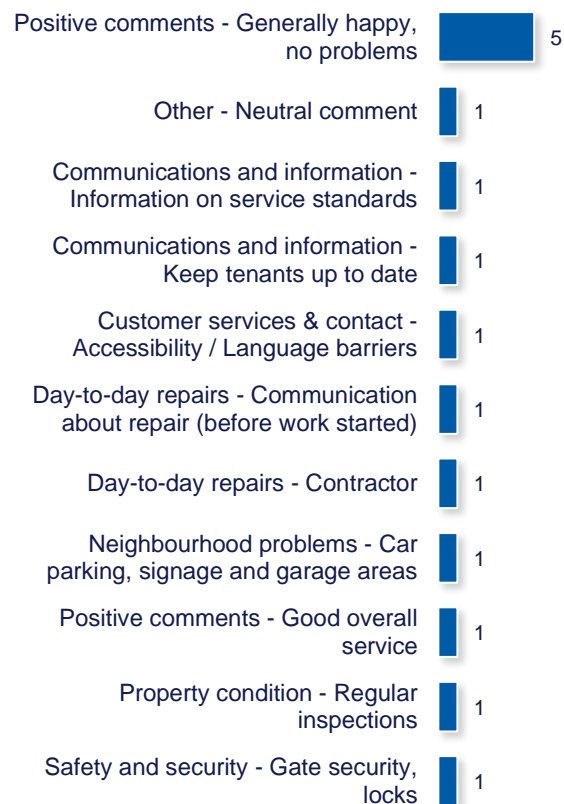 Positive comments - Generally happy,
no problems
5
Other - Neutral comment
1
Communications and information -
Information on service standards
1
Communications and information -
Keep tenants up to date
1
Customer services & contact -
Accessibility / Language barriers
1
Day-to-day repairs - Communication
about repair (before work started)
1
Day-to-day repairs - Contractor
1
Neighbourhood problems - Car
parking, signage and garage areas
1
Positive comments - Good overall
service
1
Property condition - Regular
inspections
1
Safety and security - Gate security,
locks
1